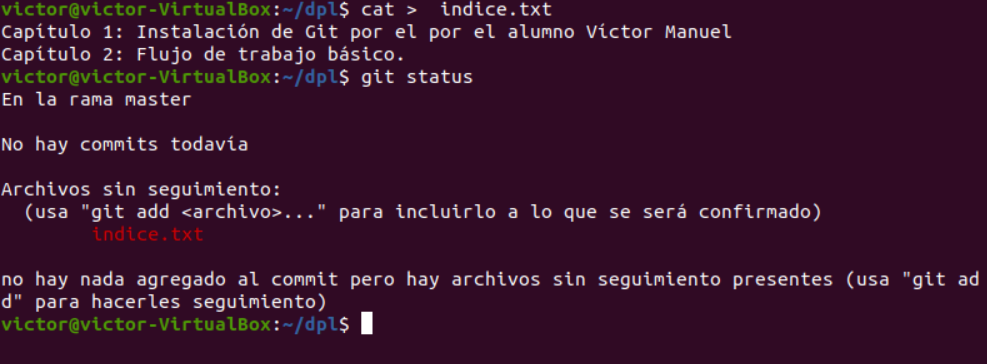 victor@victor-VirtualBox:~/dpl$ cat >  indice.txt
Capítulo 1: Instalación de Git por el por el alumno Víctor Manuel
Capítulo 2: Flujo de trabajo básico.
victor@victor-VirtualBox:~/dpl$ git status
En la rama master
No hay commits todavía
Archivos sin seguimiento:
  (usa "git add <archivo>..." para incluirlo a lo que se será confirmado)
        indice.txt
no hay nada agregado al commit pero hay archivos sin seguimiento presentes (usa "git ad
d" para hacerles seguimiento)
victor@victor-VirtualBox:~/dpl$